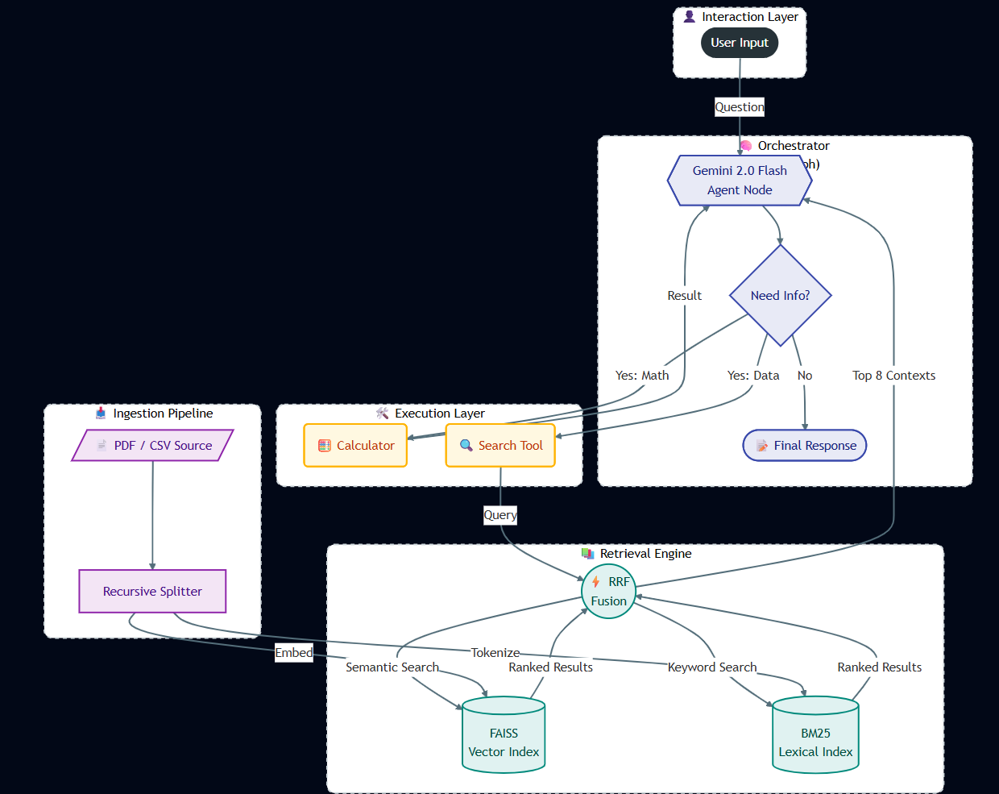 Interaction Layer
User Input
Question
Orchestrator
Gemini 2.0 Flash
Agent Node
Need Info?
Result
Yes: Math
Yes: Data
No
Top 8 Contexts
Ingestion Pipeline
PDF / CSV Source
Execution Layer
Calculator
Search Tool
Final Response
Query
Retrieval Engine
RRF
Fusion
Recursive Splitter
Embed
Tokenize
Semantic Search
Ranked Results
Keyword Search
Ranked Results
FAISS
Vector Index
BM25
Lexical Index